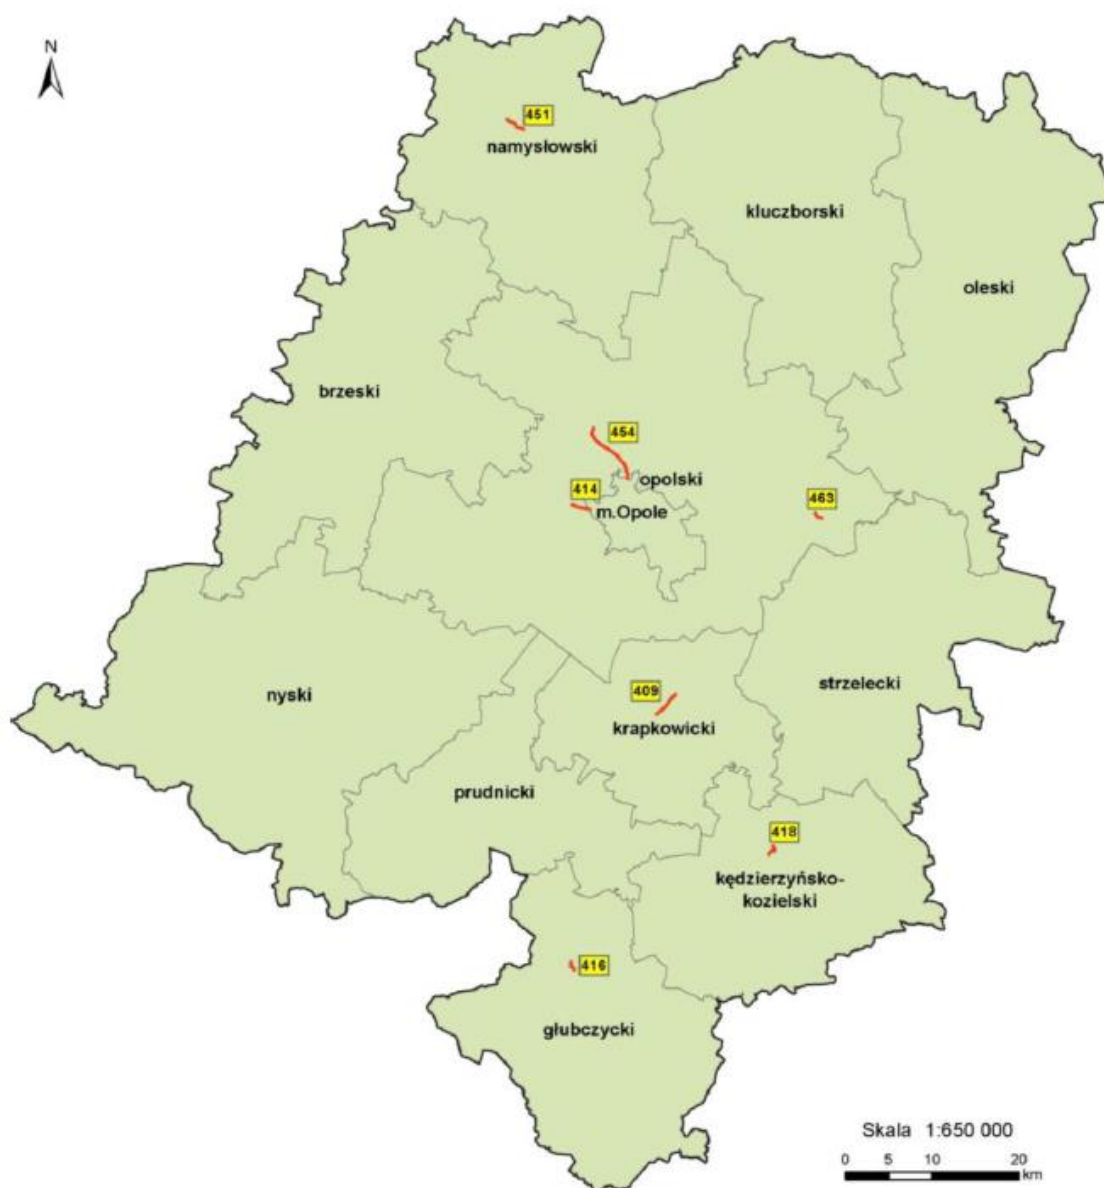 N
451
namysłowski
kluczborski
oleski
brzeski
454
opolski
414
m.Opole
463
nyski
409
krapkowicki
strzelecki
prudnicki
418
kędzierzyńsko-
kozielski
416
głubczycki
Skala 1:650 000
0 5 10 20
km